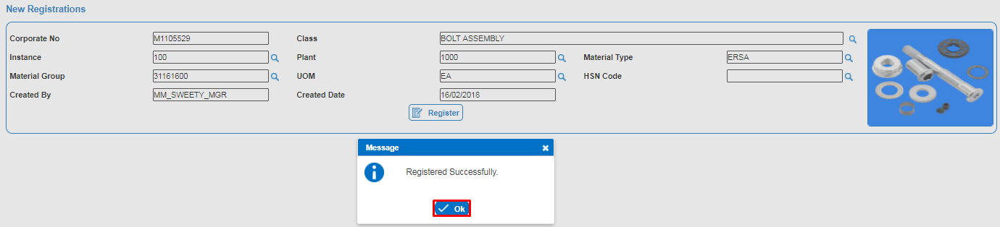 New Registrations
Corporate No M1105529 Class BOLT ASSEMBLY
Instance 100 Plant 1000 Material Type ERSA
Material Group 31161600 UOM EA HSN Code
Created By MM_SWEETY_MGR Created Date 16/02/2018
Register
Message
Registered Successfully.
Ok